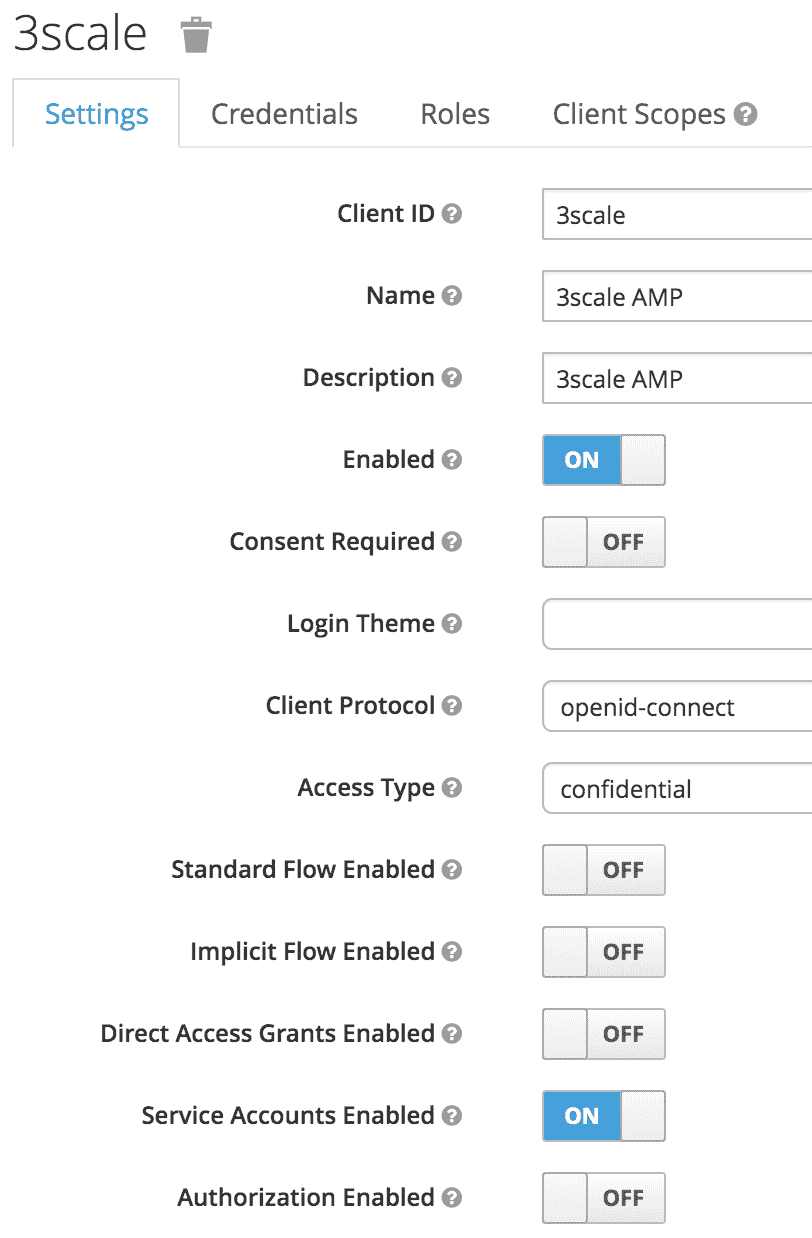 3scale
Settings Credentials Roles Client Scopes ?
Client ID ? 3scale
Name ? 3scale AMP
Description ? 3scale AMP
Enabled ? ON
Consent Required ? OFF
Login Theme ?
Client Protocol ? openid-connect
Access Type ? confidential
Standard Flow Enabled ? OFF
Implicit Flow Enabled ? OFF
Direct Access Grants Enabled ? OFF
Service Accounts Enabled ? ON
Authorization Enabled ? OFF